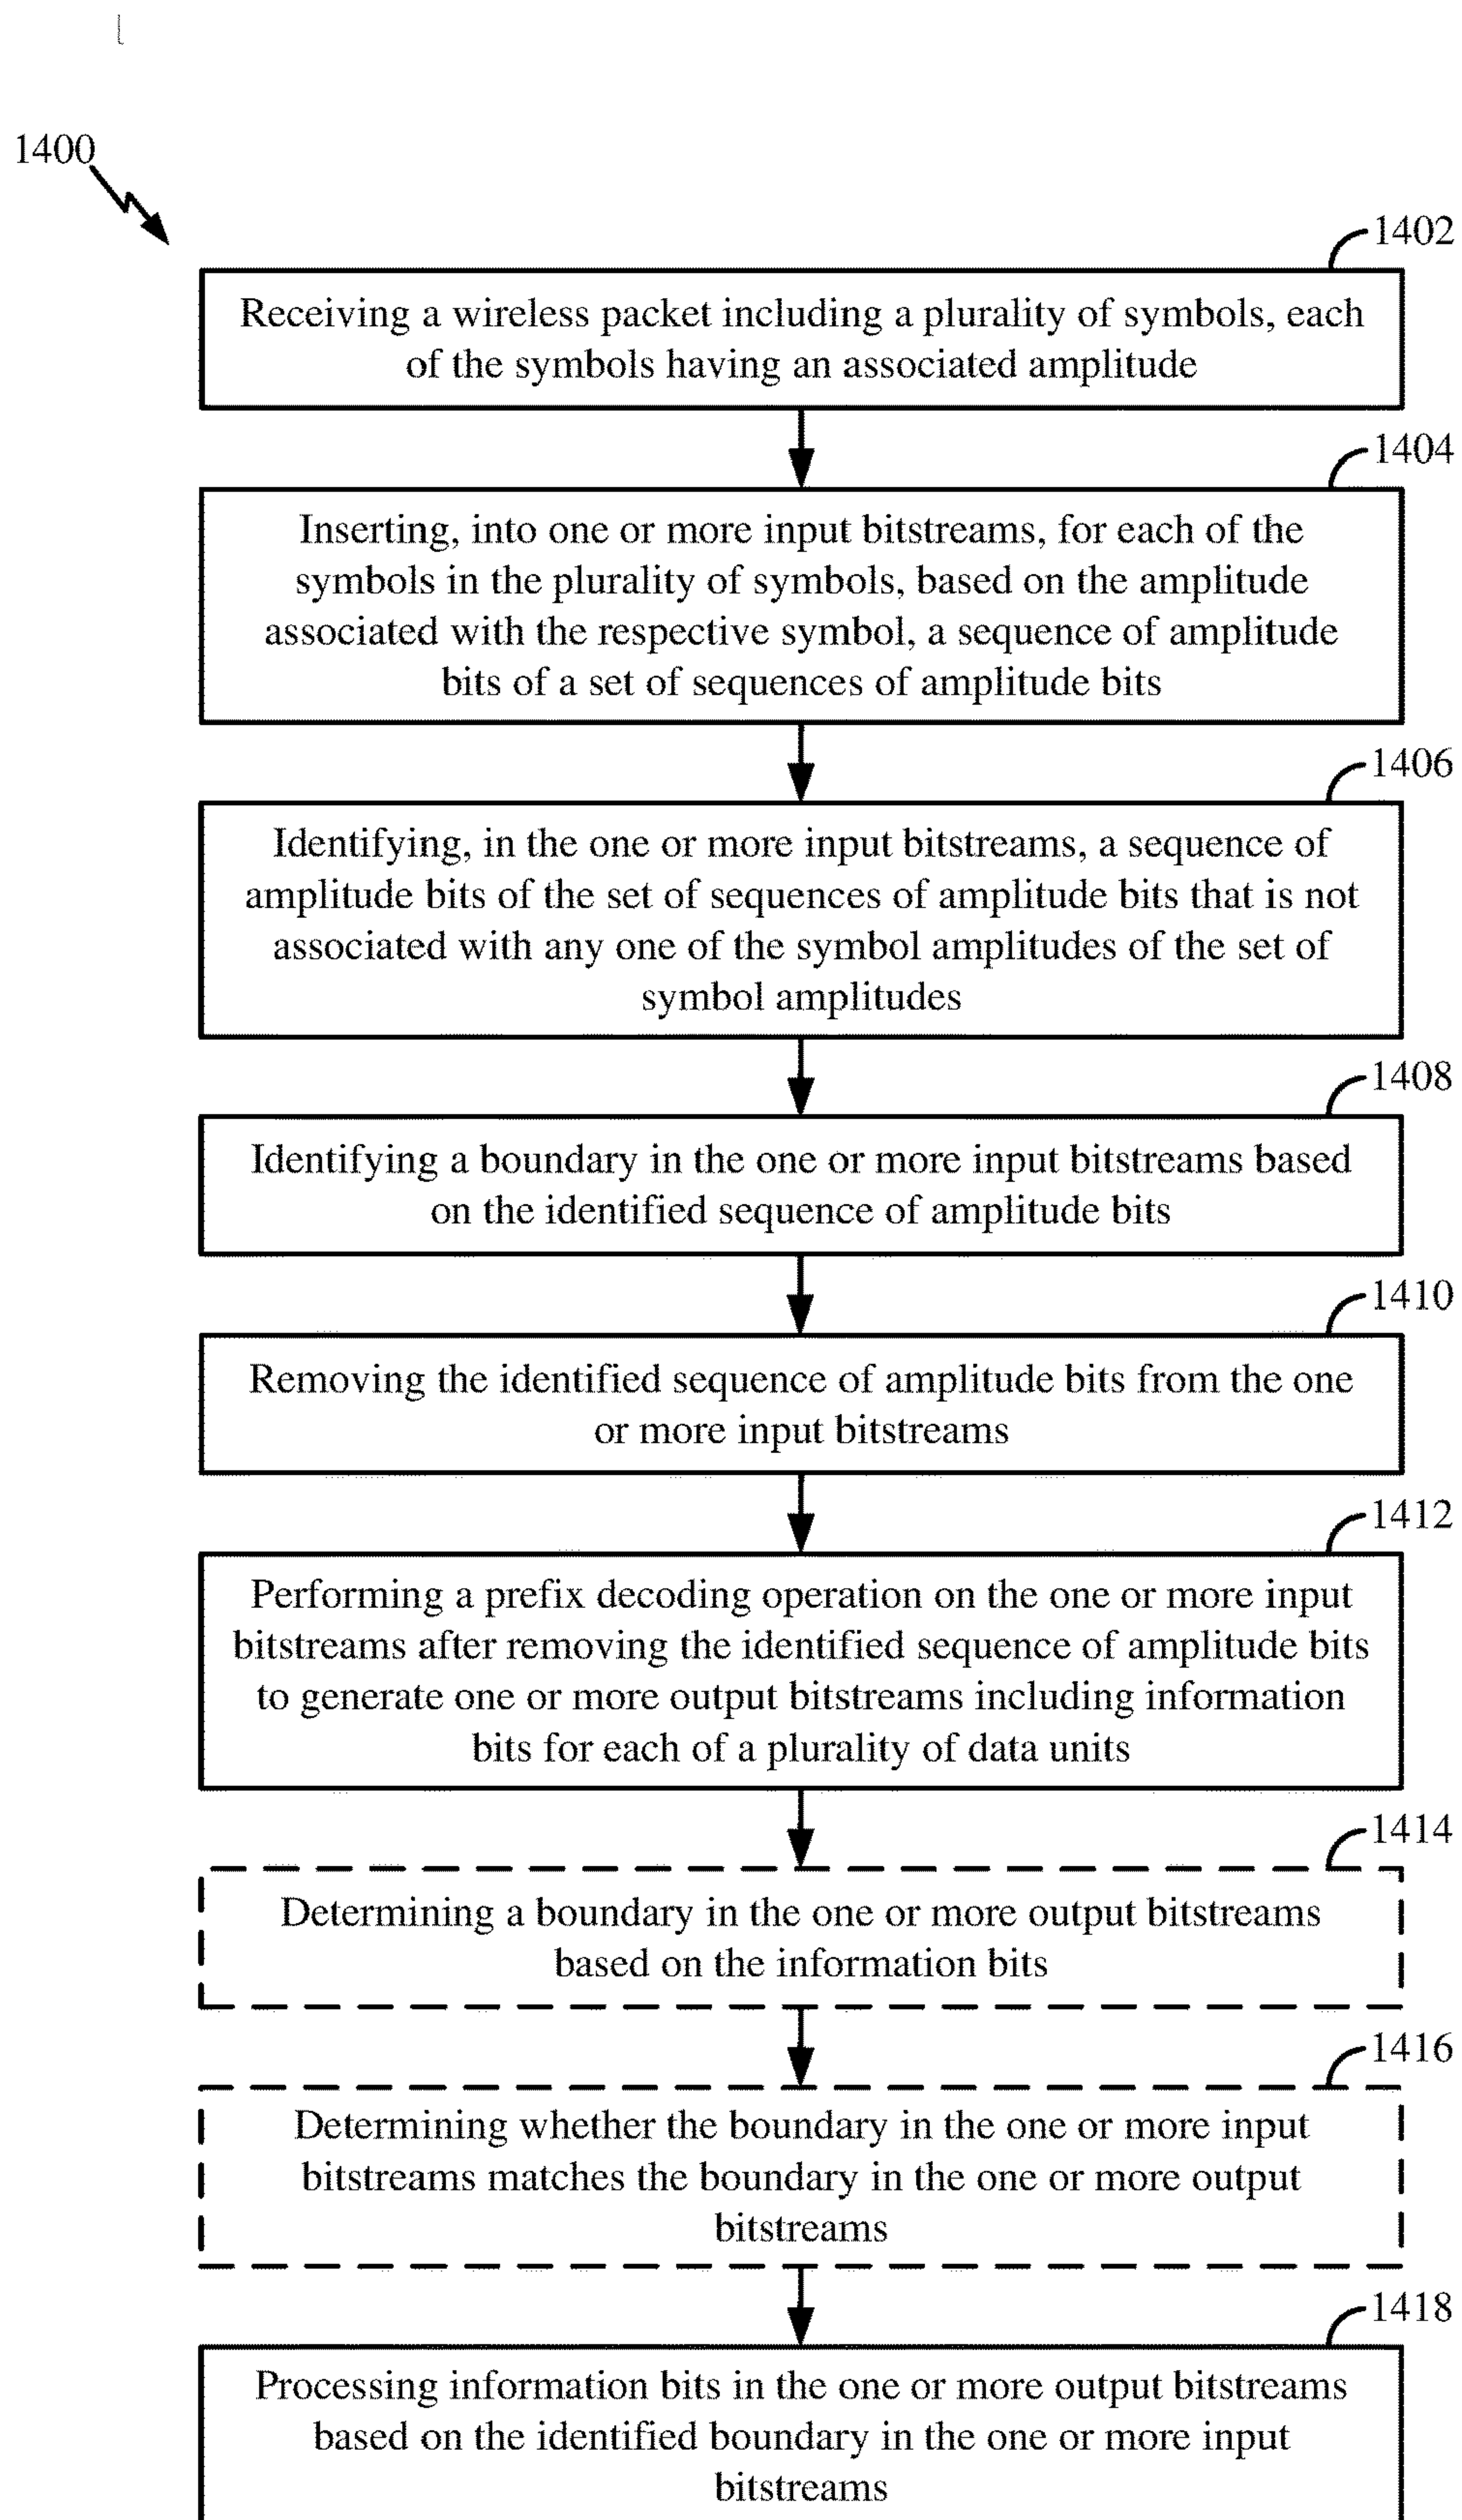 1400
1402
Receiving a wireless packet including a plurality of symbols, each
of the symbols having an associated amplitude
1404
Inserting, into one or more input bitstreams, for each of the
symbols in the plurality of symbols, based on the amplitude
associated with the respective symbol, a sequence of amplitude
bits of a set of sequences of amplitude bits
1406
Identifying, in the one or more input bitstreams, a sequence of
amplitude bits of the set of sequences of amplitude bits that is not
associated with any one of the symbol amplitudes of the set of
symbol amplitudes
1408
Identifying a boundary in the one or more input bitstreams based
on the identified sequence of amplitude bits
1410
Removing the identified sequence of amplitude bits from the one
or more input bitstreams
1412
Performing a prefix decoding operation on the one or more input
bitstreams after removing the identified sequence of amplitude bits
to generate one or more output bitstreams including information
bits for each of a plurality of data units
1414
Determining a boundary in the one or more output bitstreams
based on the information bits
1416
Determining whether the boundary in the one or more input
bitstreams matches the boundary in the one or more output
bitstreams
1418
Processing information bits in the one or more output bitstreams
based on the identified boundary in the one or more input
bitstreams